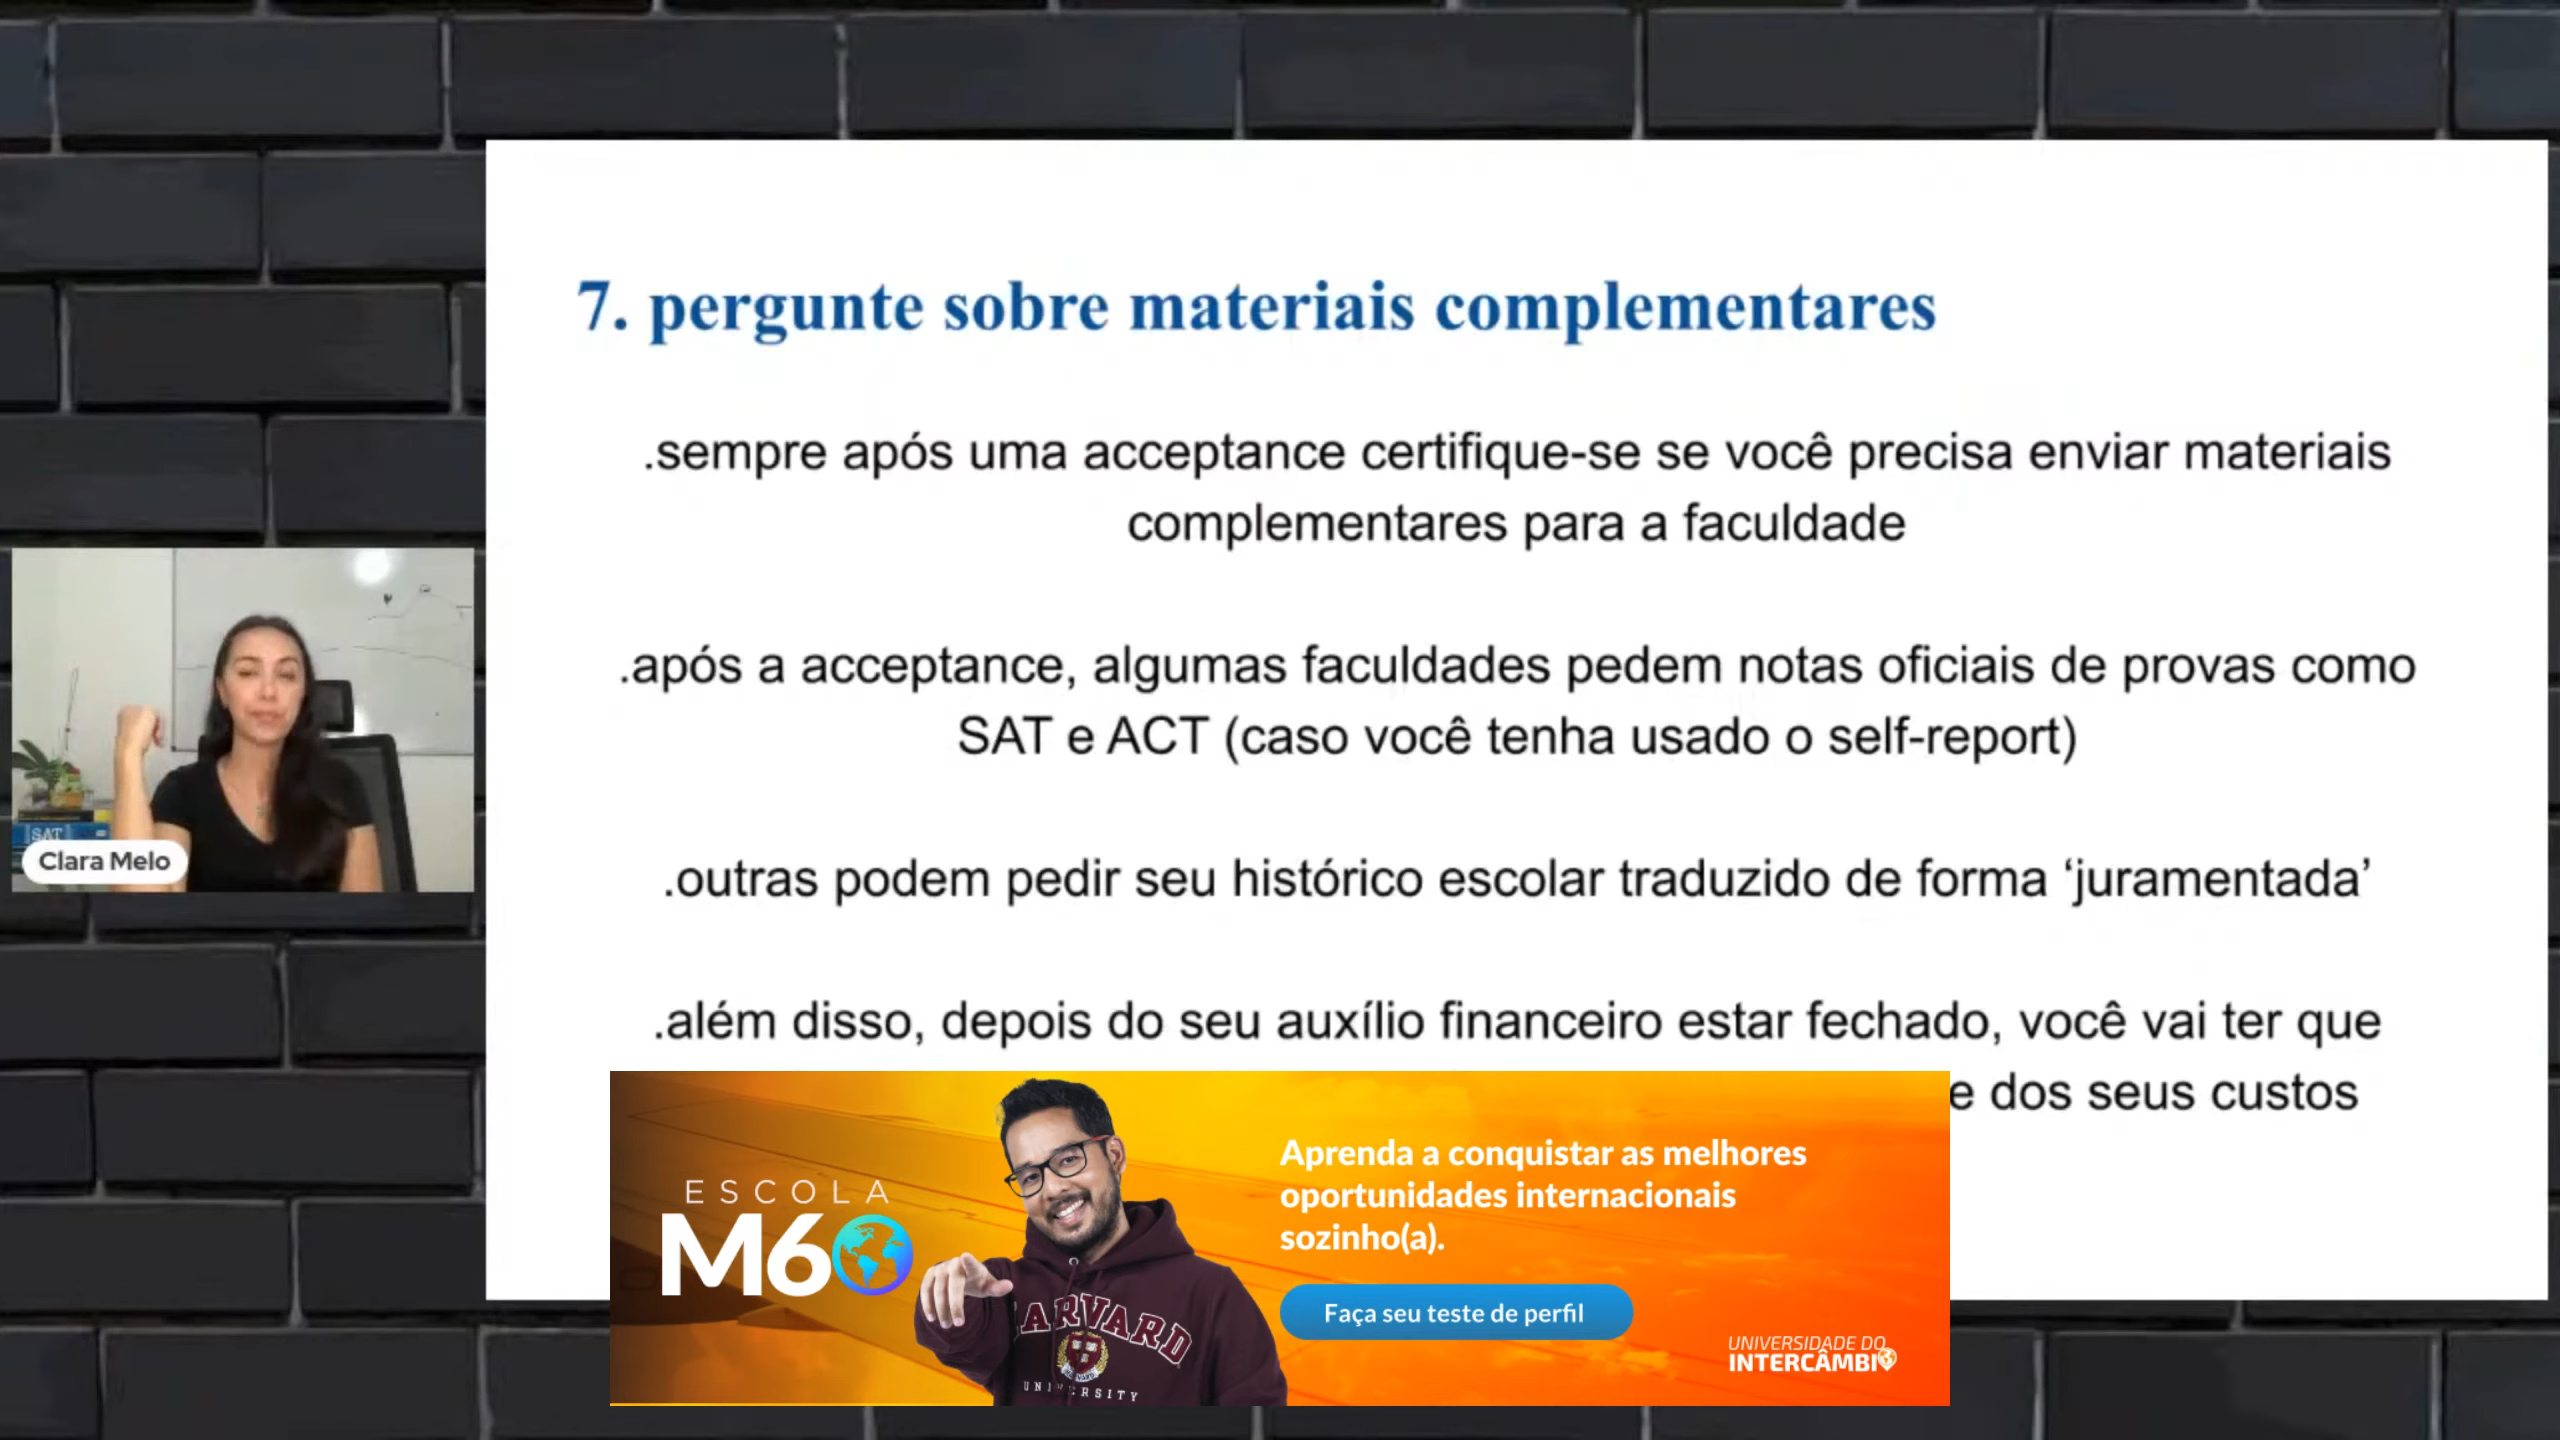 7. pergunte sobre materiais complementares
.sempre após uma acceptance certifique-se se você precisa enviar materiais
complementares para a faculdade
.após a acceptance, algumas faculdades pedem notas oficiais de provas como
SAT e ACT (caso você tenha usado o self-report)
.outras podem pedir seu histórico escolar traduzido de forma ‘juramentada’
.além disso, depois do seu auxílio financeiro estar fechado, você vai ter que
dos seus custos
SAT
Clara Melo
ESCOLA
M60
HARVARD
UNIVERSITY
Aprenda a conquistar as melhores
oportunidades internacionais
sozinho(a).
Faça seu teste de perfil
UNIVERSIDADE DO
INTERCÂMBIO